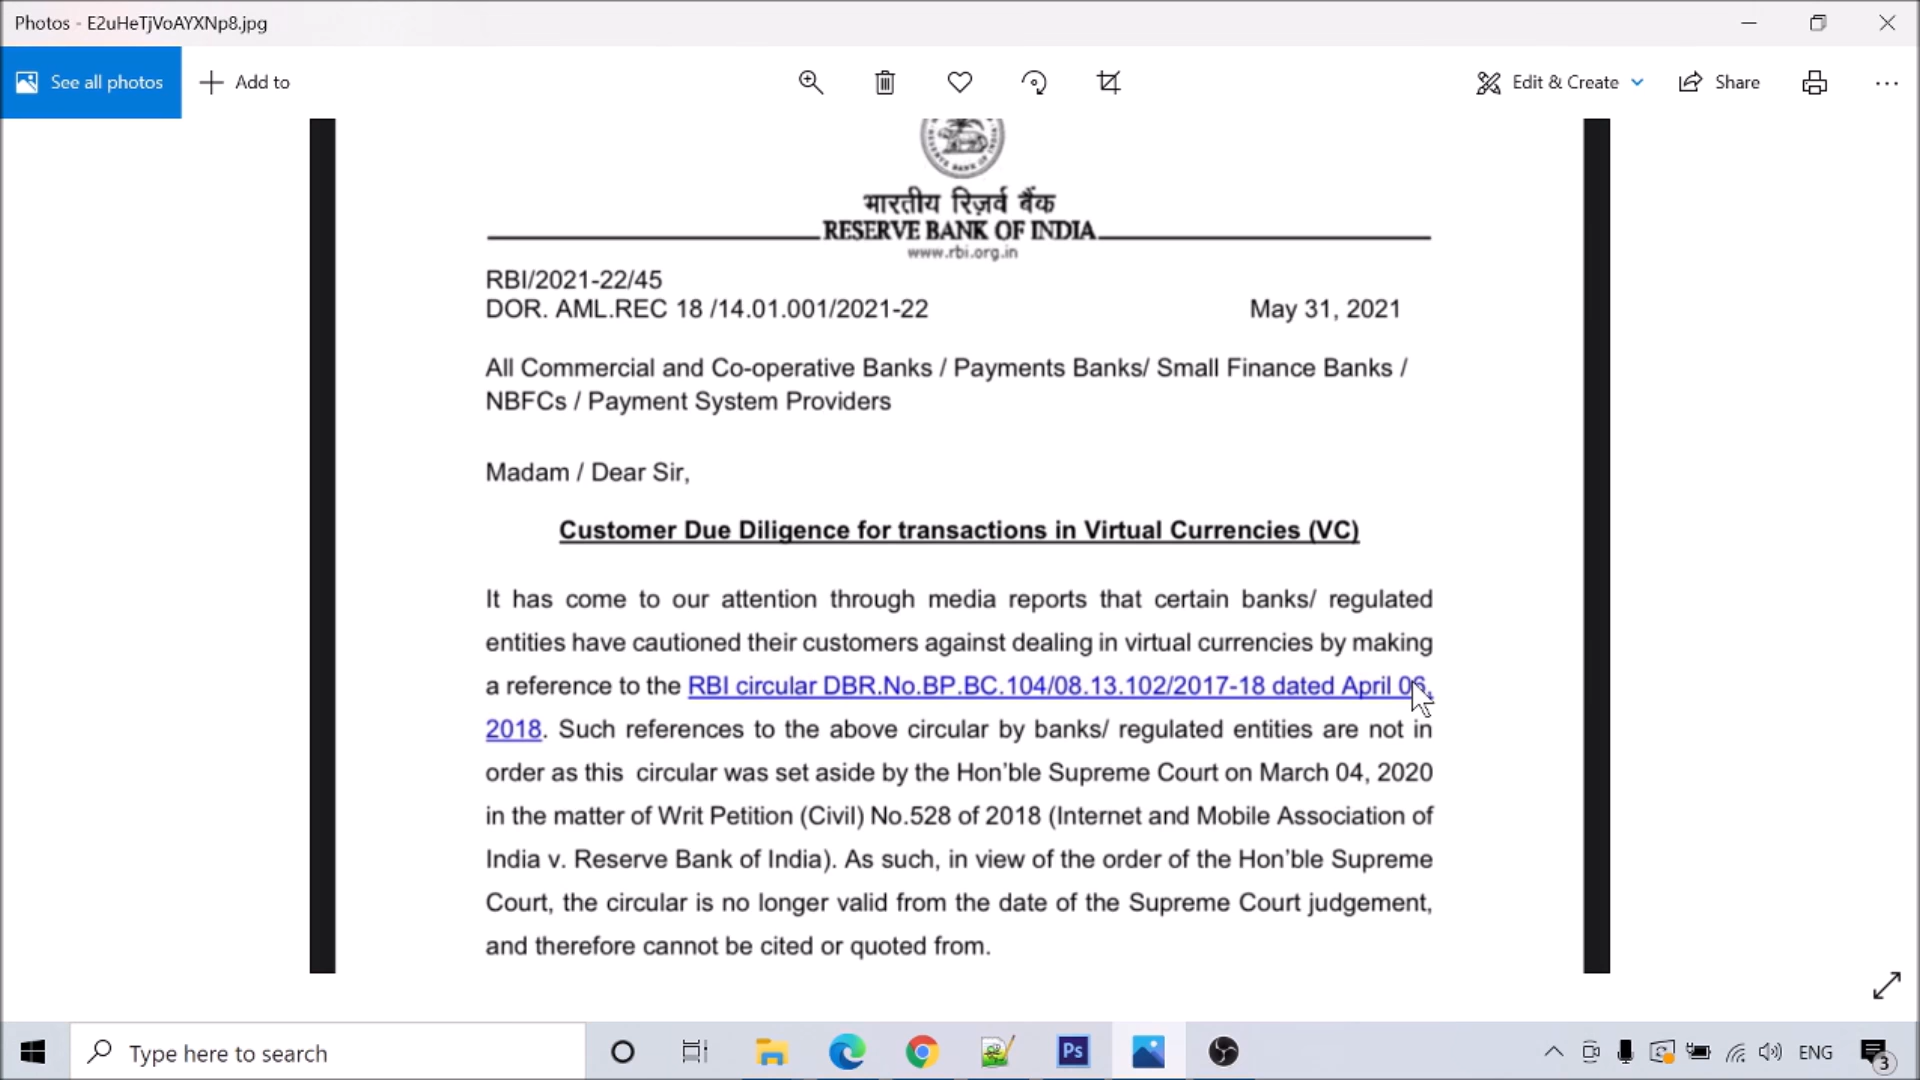 Photos - E2uHeTjVoAYXNp8.jpg
See all photos
Add to
Edit & Create
Share
RESERVE BANK OF INDIA
भारतीय रिज़र्व बैंक
RESERVE BANK OF INDIA
www.rbi.org.in
RBI/2021-22/45
DOR. AML.REC 18 /14.01.001/2021-22 May 31, 2021
All Commercial and Co-operative Banks / Payments Banks/ Small Finance Banks /
NBFCs / Payment System Providers
Madam / Dear Sir,
Customer Due Diligence for transactions in Virtual Currencies (VC)
It has come to our attention through media reports that certain banks/ regulated
entities have cautioned their customers against dealing in virtual currencies by making
a reference to the RBI circular DBR.No.BP.BC.104/08.13.102/2017-18 dated April 06,
2018. Such references to the above circular by banks/ regulated entities are not in
order as this circular was set aside by the Hon'ble Supreme Court on March 04, 2020
in the matter of Writ Petition (Civil) No.528 of 2018 (Internet and Mobile Association of
India v. Reserve Bank of India). As such, in view of the order of the Hon'ble Supreme
Court, the circular is no longer valid from the date of the Supreme Court judgement,
and therefore cannot be cited or quoted from.
Type here to search
Ps
ENG
3